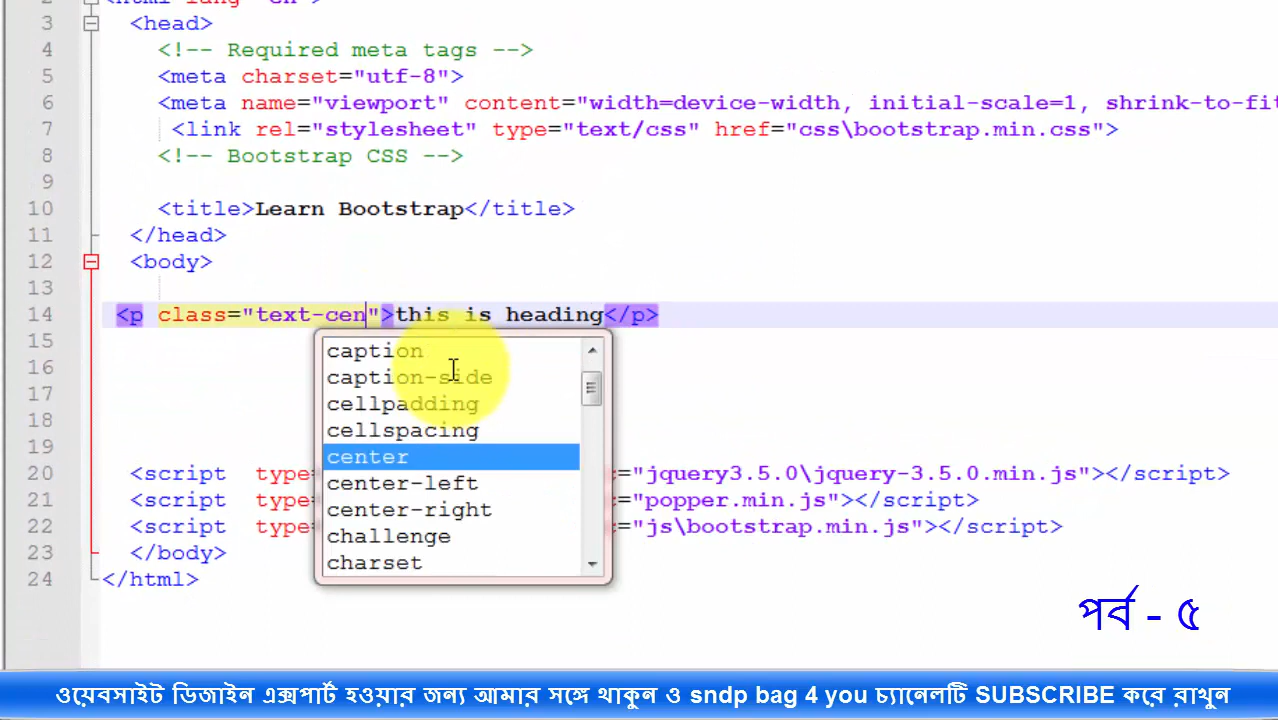 2
3 <head>
4 <!-- Required meta tags -->
5 <meta charset="utf-8">
6 <meta name="viewport" content="width=device-width, initial-scale=1, shrink-to-fit
7 <link rel="stylesheet" type="text/css" href="css\bootstrap.min.css">
8 <!-- Bootstrap CSS -->
9
10 <title>Learn Bootstrap</title>
11 </head>
12 <body>
13
14 <p class="text-cen">this is heading</p>
15
caption
16
caption-side
17
cellpadding
18
cellspacing
19
center
20 <script type ="jquery3.5.0\jquery-3.5.0.min.js"></script>
center-left
21 <script type ="popper.min.js"></script>
center-right
22 <script type ="js\bootstrap.min.js"></script>
challenge
23 </body>
charset
24 </html>
পর্ব - ৫
ওয়েবসাইট ডিজাইন এক্সপার্ট হওয়ার জন্য আমার সঙ্গে থাকুন ও sndp bag 4 you চ্যানেলটি SUBSCRIBE করে রাখুন